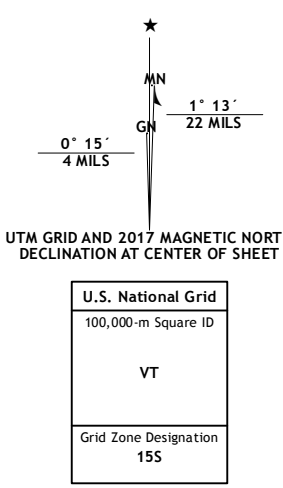 ★
MN
1° 13´
22 MILS
GN
0° 15´
4 MILS
UTM GRID AND 2017 MAGNETIC NORT
DECLINATION AT CENTER OF SHEET
U.S. National Grid
100,000-m Square ID
VT
Grid Zone Designation
15S